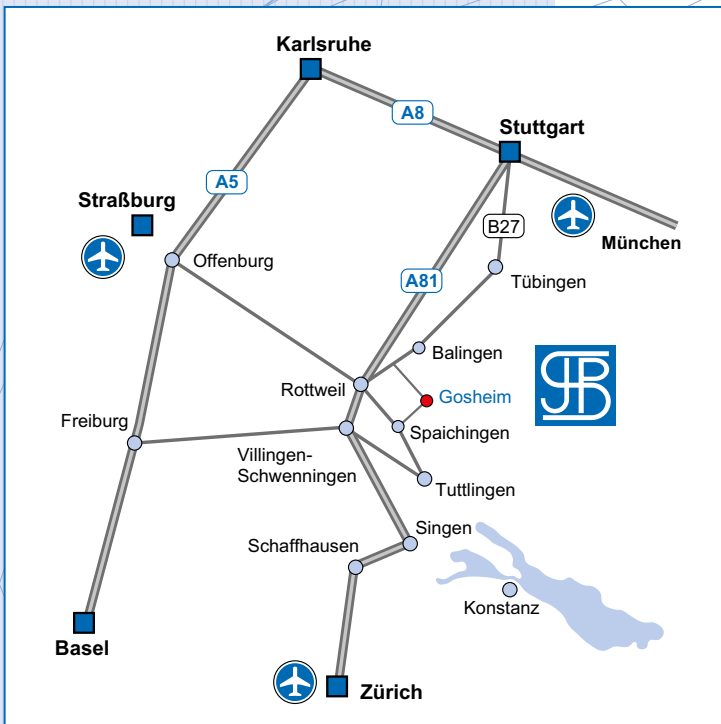 Karlsruhe
A8
Stuttgart
A5
Straßburg
B27
München
Offenburg
A81
Tübingen
Balingen
Rottweil
Gosheim
Freiburg
Spaichingen
Villingen-
Schwenningen
Tuttlingen
Singen
Schaffhausen
Konstanz
Basel
Zürich